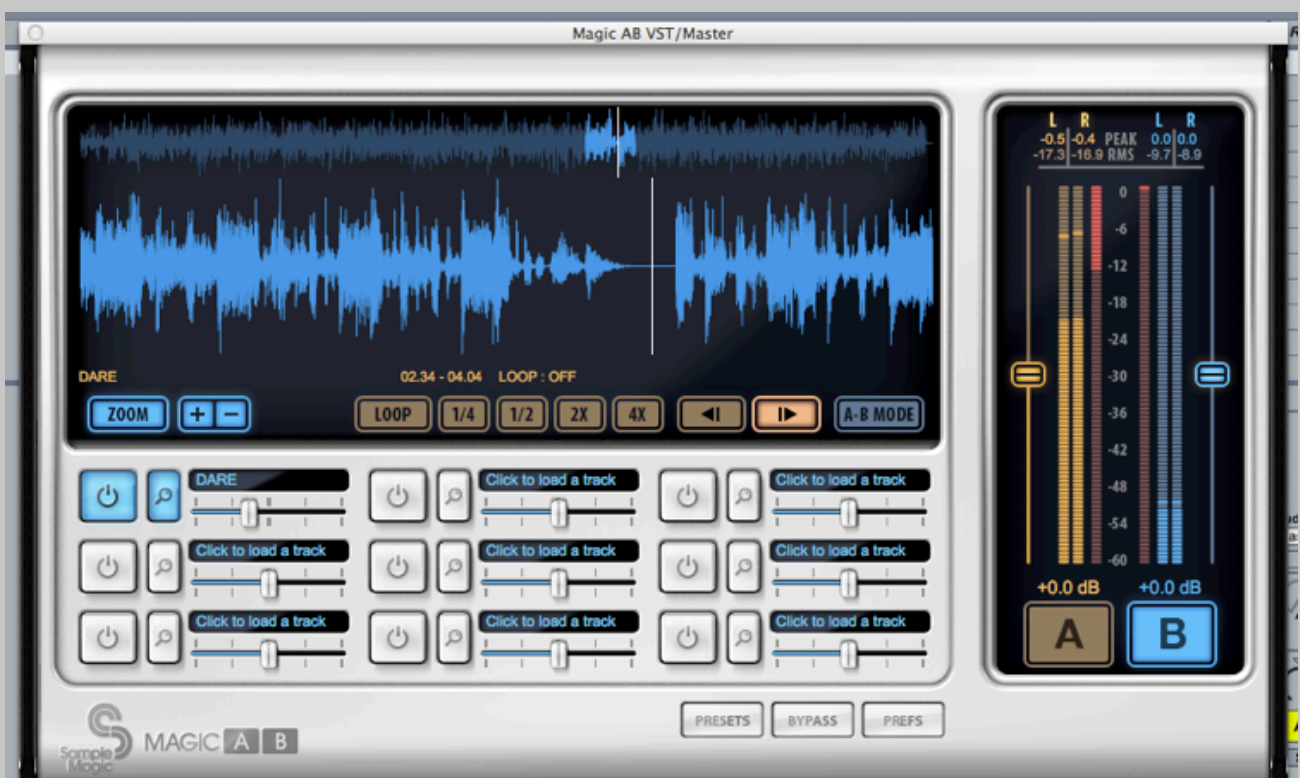 Magic AB VST/Master
L R L R
-0.5 -0.4 PEAK 0.0 0.0
-17.3 -16.9 RMS -9.7 -8.9
0
-6
-12
-18
-24
-30
-36
-42
-48
-54
-60
+0.0 dB +0.0 dB
A B
DARE 02.34 - 04.04 LOOP : OFF
ZOOM + − LOOP 1/4 1/2 2X 4X A-B MODE
DARE Click to load a track Click to load a track
Click to load a track Click to load a track Click to load a track
Click to load a track Click to load a track Click to load a track
PRESETS BYPASS PREFS
Sample Magic
MAGIC A B